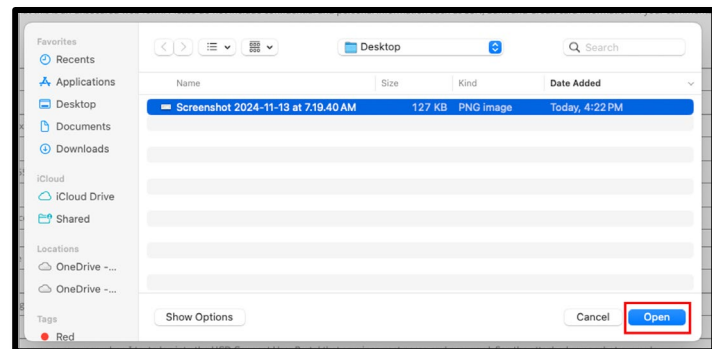 Favorites
Recents
Applications
Desktop
Documents
Downloads
iCloud
iCloud Drive
Shared
Locations
OneDrive -...
OneDrive -...
Tags
Red
Desktop
Search
Name Size Kind Date Added
Screenshot 2024-11-13 at 7.19.40 AM 127 KB PNG image Today, 4:22 PM
Show Options Cancel Open